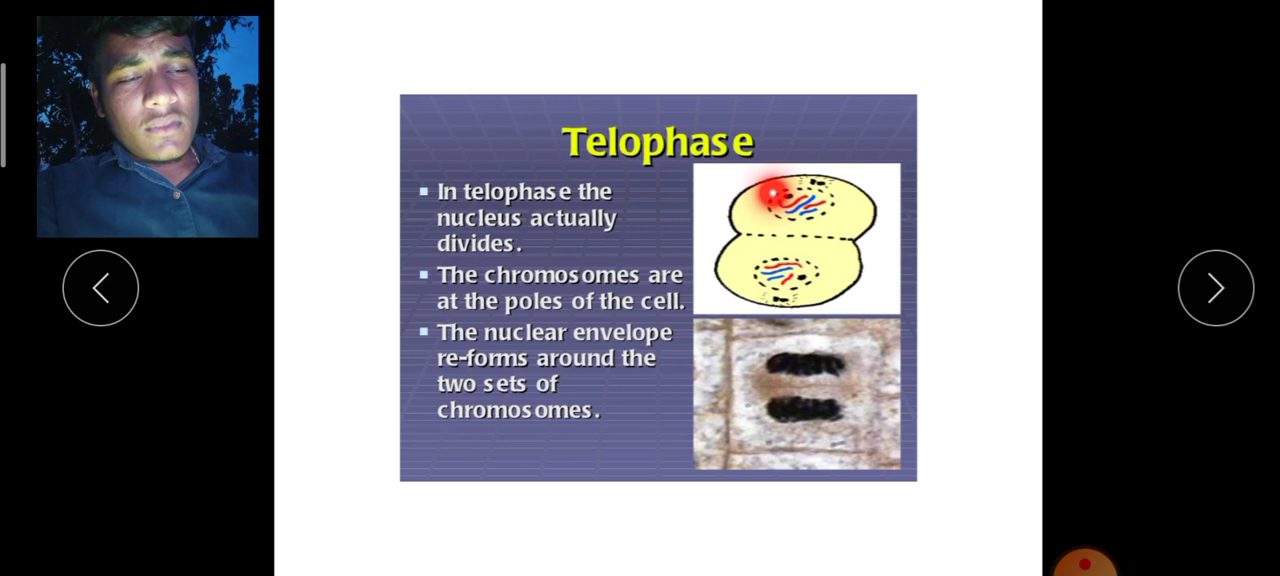 Telophase
In telophase the
nucleus actually
divides.
The chromosomes are
at the poles of the cell.
The nuclear envelope
re-forms around the
two sets of
chromosomes.